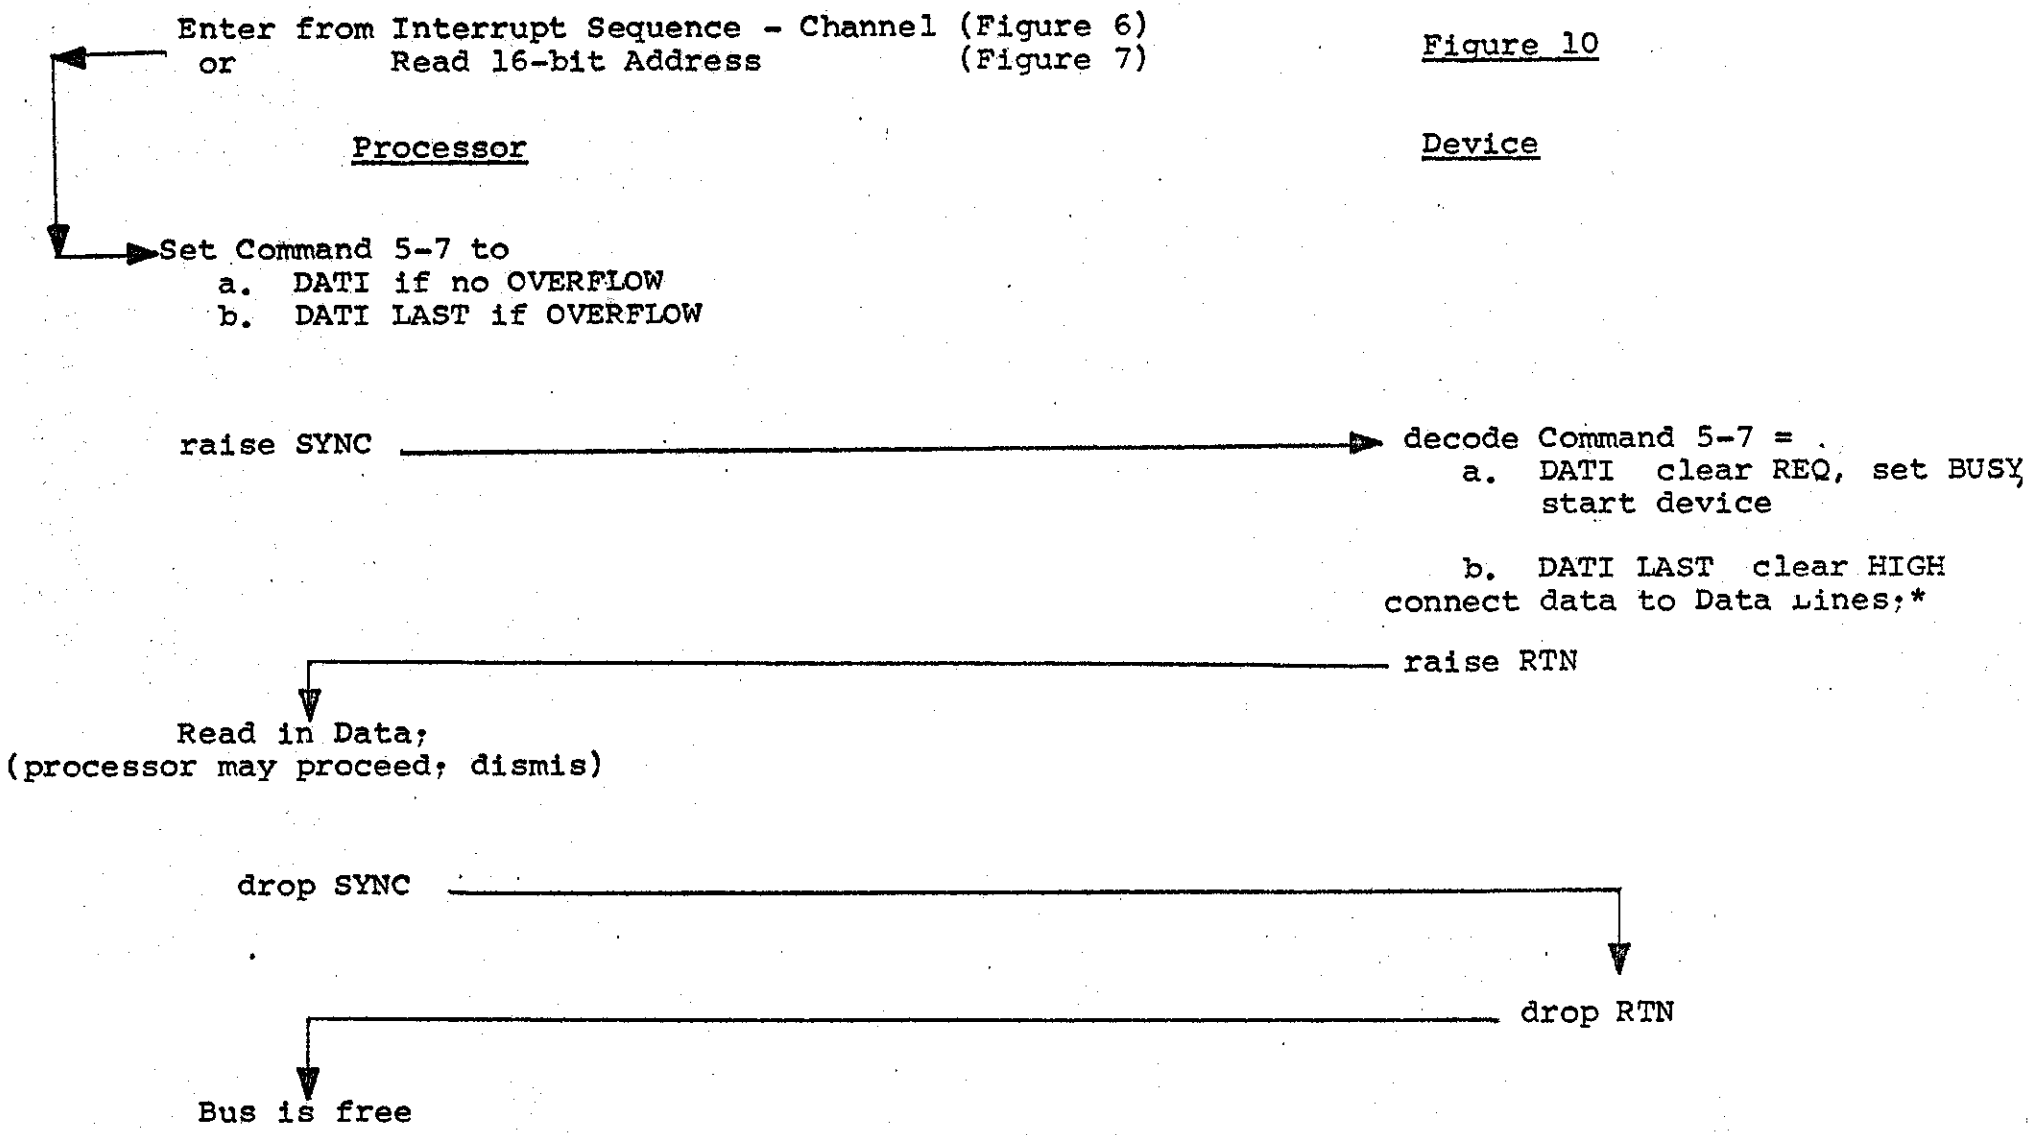 Enter from Interrupt Sequence - Channel (Figure 6)
or Read 16-bit Address (Figure 7)
Figure 10
Processor
Device
Set Command 5-7 to
a. DATI if no OVERFLOW
b. DATI LAST if OVERFLOW
raise SYNC
decode Command 5-7 =
a. DATI clear REQ, set BUSY,
start device
b. DATI LAST clear HIGH
connect data to Data Lines;*
raise RTN
Read in Data;
(processor may proceed; dismis)
drop SYNC
drop RTN
Bus is free